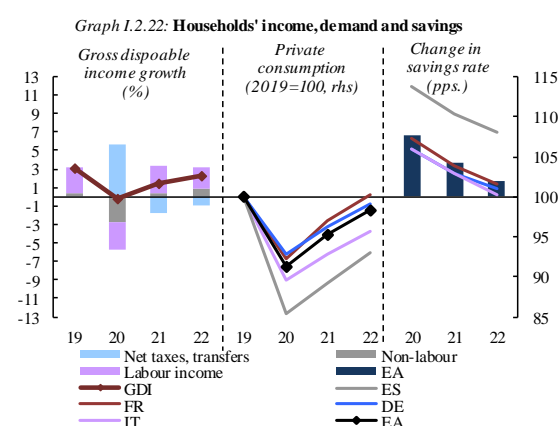 Graph I.2.22: Households' income, demand and savings
Gross dispoable
income growth
(%)
Private
consumption
(2019=100, rhs)
Change in
savings rate
(pps.)
13
11
9
7
5
3
1
-1
-3
-5
-7
-9
-11
-13
115
110
105
100
95
90
85
19 20 21 22 19 20 21 22 20 21 22
Net taxes, transfers
Non-labour
Labour income
EA
GDI
ES
FR
DE
IT
EA